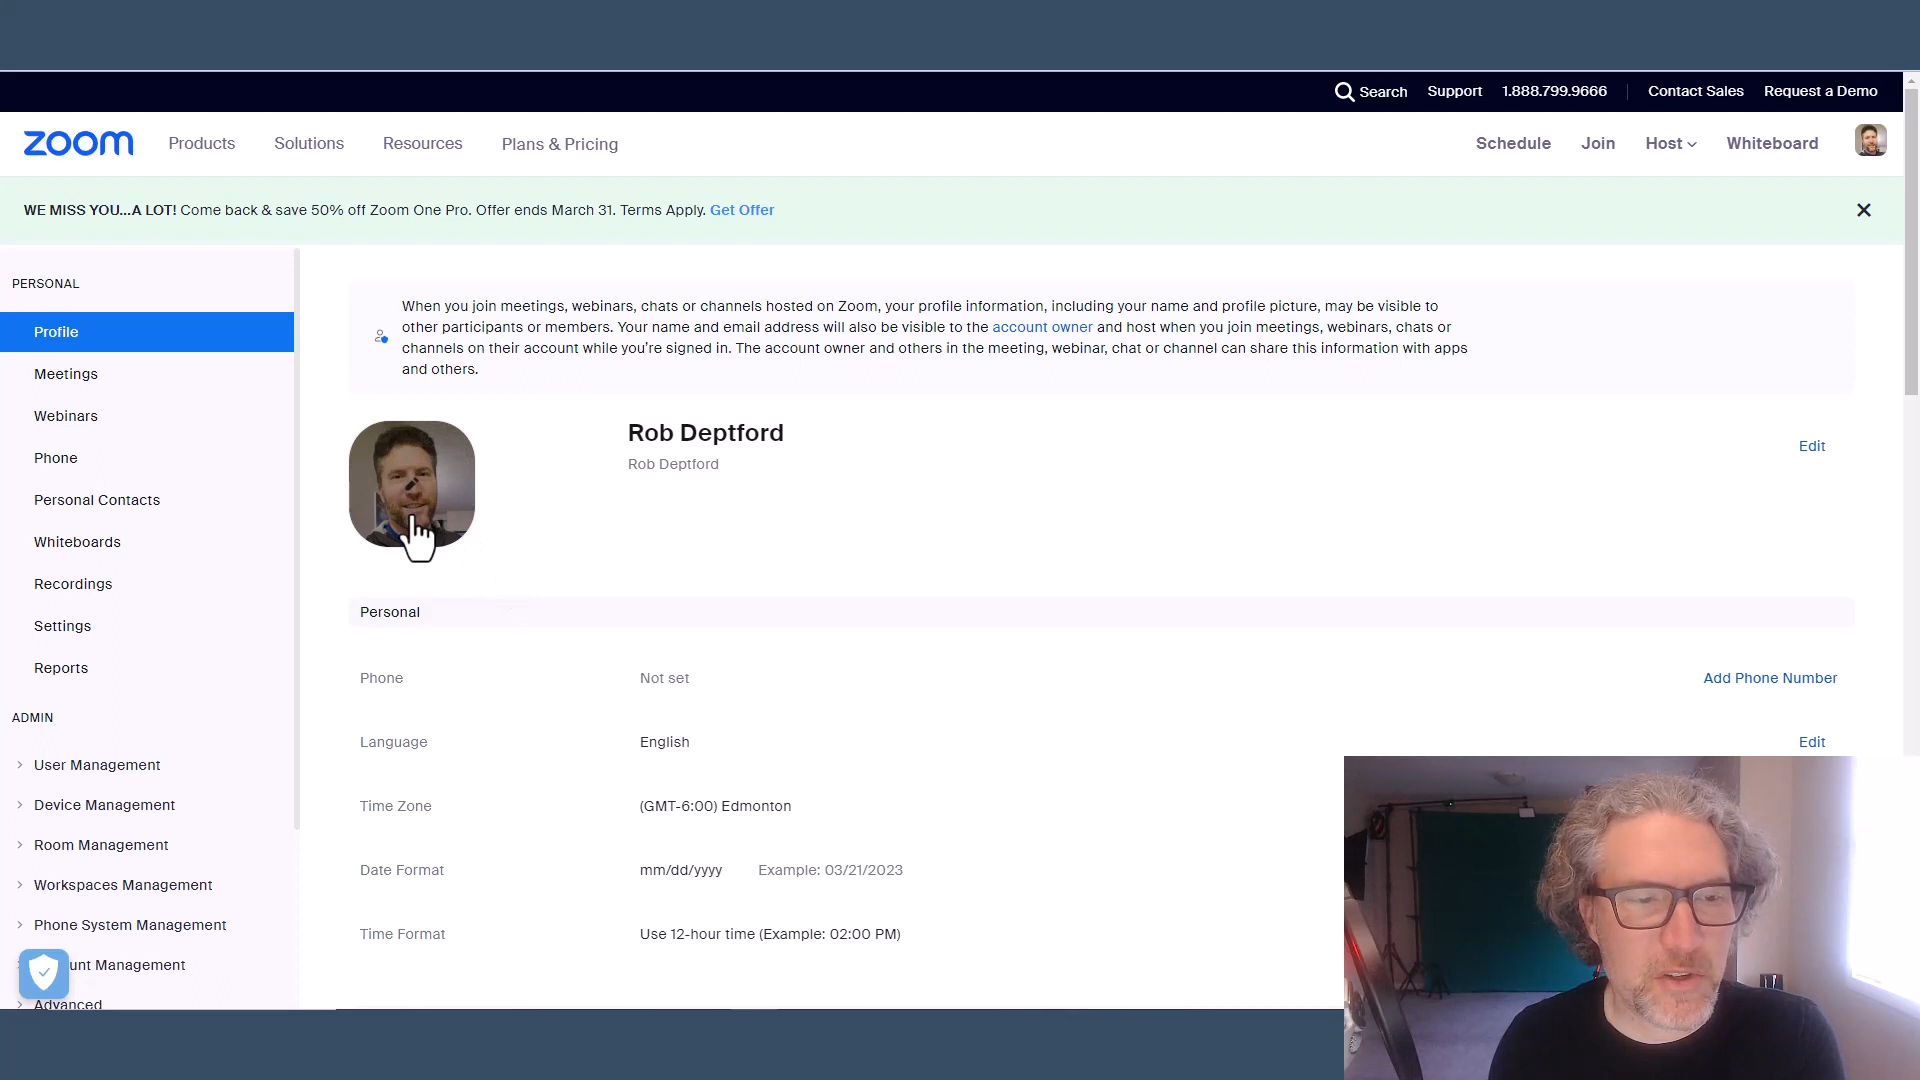 Search Support 1.888.799.9666 Contact Sales Request a Demo
zoom Products Solutions Resources Plans & Pricing Schedule Join Host Whiteboard
WE MISS YOU...A LOT! Come back & save 50% off Zoom One Pro. Offer ends March 31. Terms Apply. Get Offer
PERSONAL
Profile
Meetings
Webinars
Phone
Personal Contacts
Whiteboards
Recordings
Settings
Reports
ADMIN
User Management
Device Management
Room Management
Workspaces Management
Phone System Management
unt Management
Advanced
When you join meetings, webinars, chats or channels hosted on Zoom, your profile information, including your name and profile picture, may be visible to
other participants or members. Your name and email address will also be visible to the account owner and host when you join meetings, webinars, chats or
channels on their account while you’re signed in. The account owner and others in the meeting, webinar, chat or channel can share this information with apps
and others.
Rob Deptford
Rob Deptford
Edit
Personal
Phone Not set Add Phone Number
Language English Edit
Time Zone (GMT-6:00) Edmonton
Date Format mm/dd/yyyy Example: 03/21/2023
Time Format Use 12-hour time (Example: 02:00 PM)